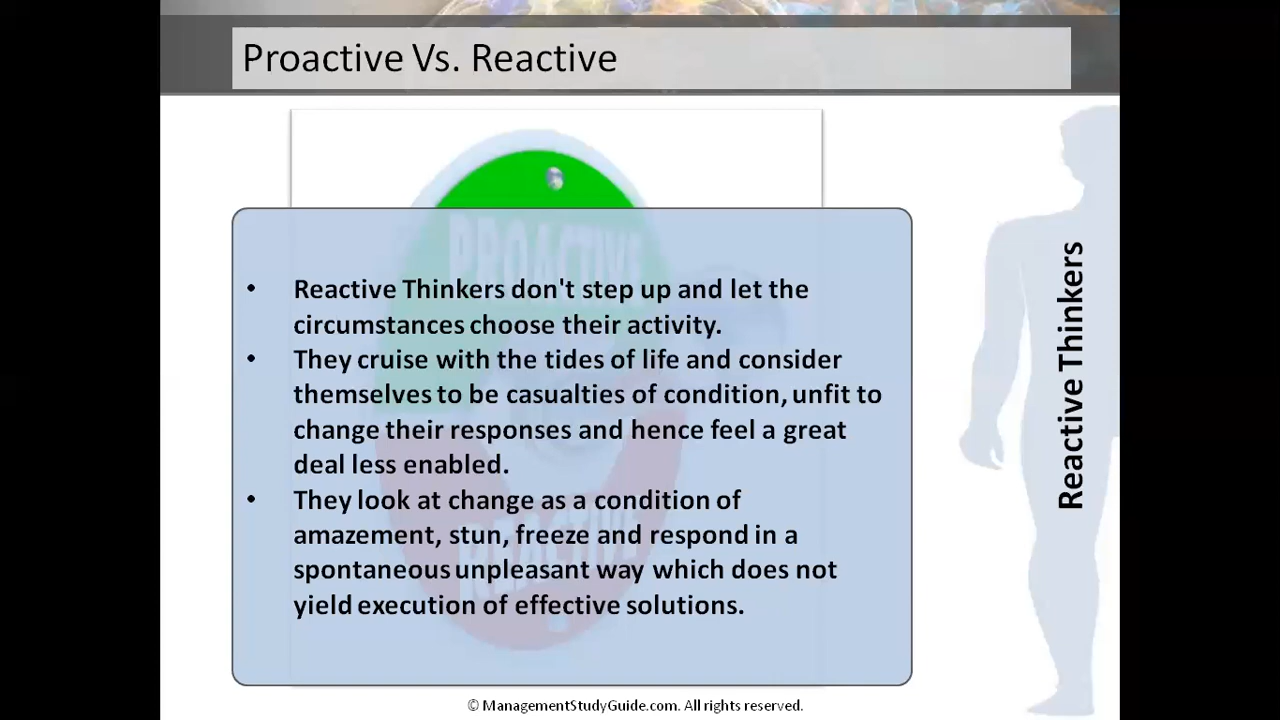 Proactive Vs. Reactive
PROACTIVE
• Reactive Thinkers don't step up and let the
circumstances choose their activity.
• They cruise with the tides of life and consider
themselves to be casualties of condition, unfit to
change their responses and hence feel a great
deal less enabled.
• They look at change as a condition of
amazement, stun, freeze and respond in a
spontaneous unpleasant way which does not
yield execution of effective solutions.
REACTIVE
Reactive Thinkers
© ManagementStudyGuide.com. All rights reserved.